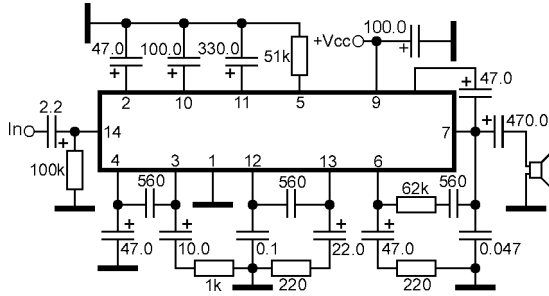 +Vcc 100.0
47.0 100.0 330.0 51k
+ + + + +
47.0
2 10 11 5 9
2.2 470.0
In + 14 7 +
100k
4 3 1 12 13 6
560 560 62k 560
+ + + +
47.0 10.0 0.1 22.0 47.0 0.047
1k 220 220